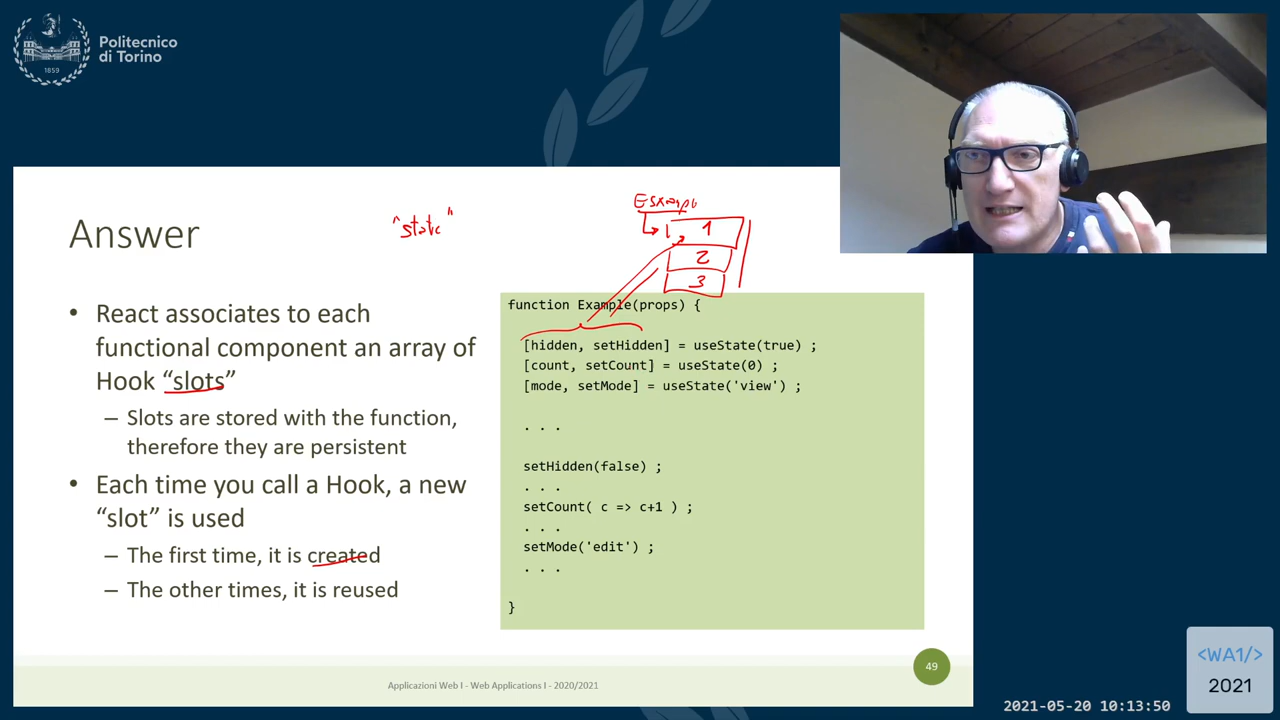 Politecnico
di Torino
1859
Answer
"static"
1
2
3
• React associates to each
functional component an array of
Hook “slots”
– Slots are stored with the function,
therefore they are persistent
• Each time you call a Hook, a new
“slot” is used
– The first time, it is created
– The other times, it is reused
function Example(props) {
[hidden, setHidden] = useState(true) ;
[count, setCount] = useState(0) ;
[mode, setMode] = useState('view') ;
. . .
setHidden(false) ;
. . .
setCount( c => c+1 ) ;
. . .
setMode('edit') ;
. . .
}
49
Applicazioni Web I - Web Applications I - 2020/2021
<WA1/>
2021
2021-05-20 10:13:50